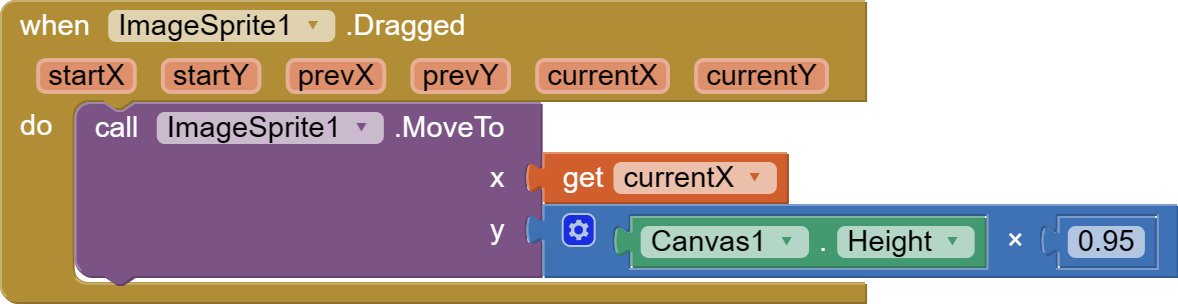 when ImageSprite1 .Dragged
startX startY prevX prevY currentX currentY
do call ImageSprite1 .MoveTo
x get currentX
y Canvas1 . Height × 0.95